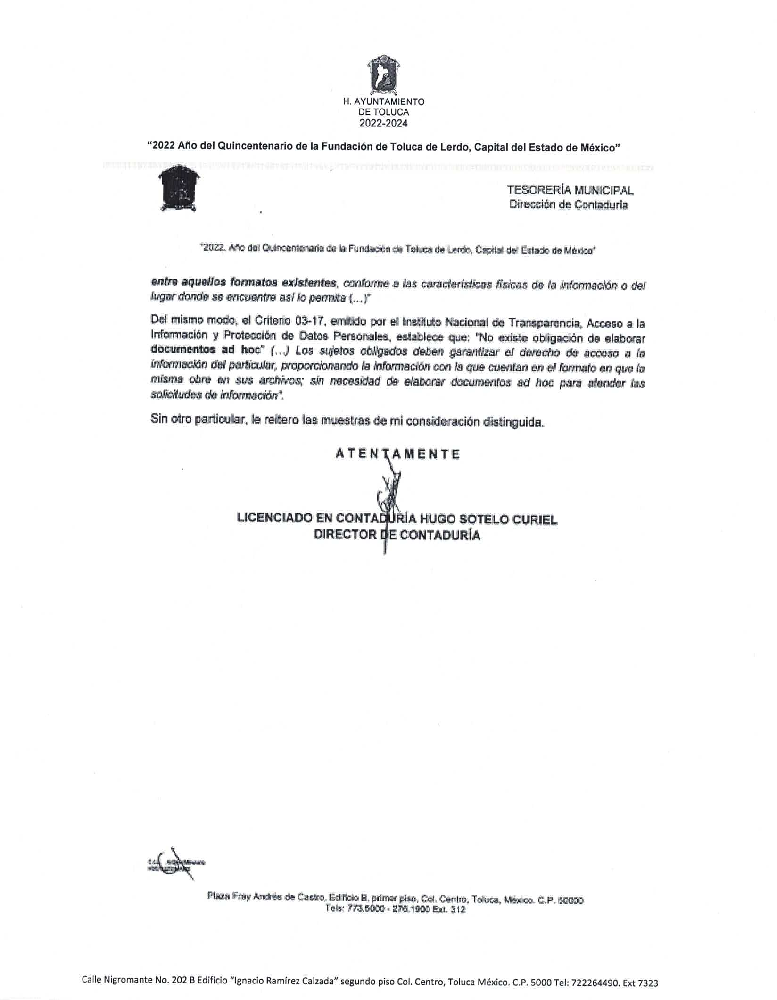 H. AYUNTAMIENTO
DE TOLUCA
2022-2024
“2022 Año del Quincentenario de la Fundación de Toluca de Lerdo, Capital del Estado de México”
TESORERÍA MUNICIPAL
Dirección de Contaduria
"2022. Año del Quincentenario de la Fundación de Toluca de Lerdo, Capital del Estado de México"
entre aquellos formatos existentes, conforme a las características físicas de la información o del
lugar donde se encuentre así lo permita (...)"
Del mismo modo, el Criterio 03-17, emitido por el Instituto Nacional de Transparencia, Acceso a la
Información y Protección de Datos Personales, establece que: "No existe obligación de elaborar
documentos ad hoc" (...) Los sujetos obligados deben garantizar el derecho de acceso a la
información del particular, proporcionando la información con la que cuentan en el formato en que la
misma obre en sus archivos; sin necesidad de elaborar documentos ad hoc para atender las
solicitudes de información".
Sin otro particular, le reitero las muestras de mi consideración distinguida.
ATENTAMENTE
LICENCIADO EN CONTADURÍA HUGO SOTELO CURIEL
DIRECTOR DE CONTADURÍA
Plaza Fray Andrés de Castro, Edificio B, primer piso, Col. Centro, Toluca, México. C.P. 50000
Tels: 773.5000 - 276.1900 Ext. 312
Calle Nigromante No. 202 B Edificio “Ignacio Ramírez Calzada” segundo piso Col. Centro, Toluca México. C.P. 5000 Tel: 722264490. Ext 7323